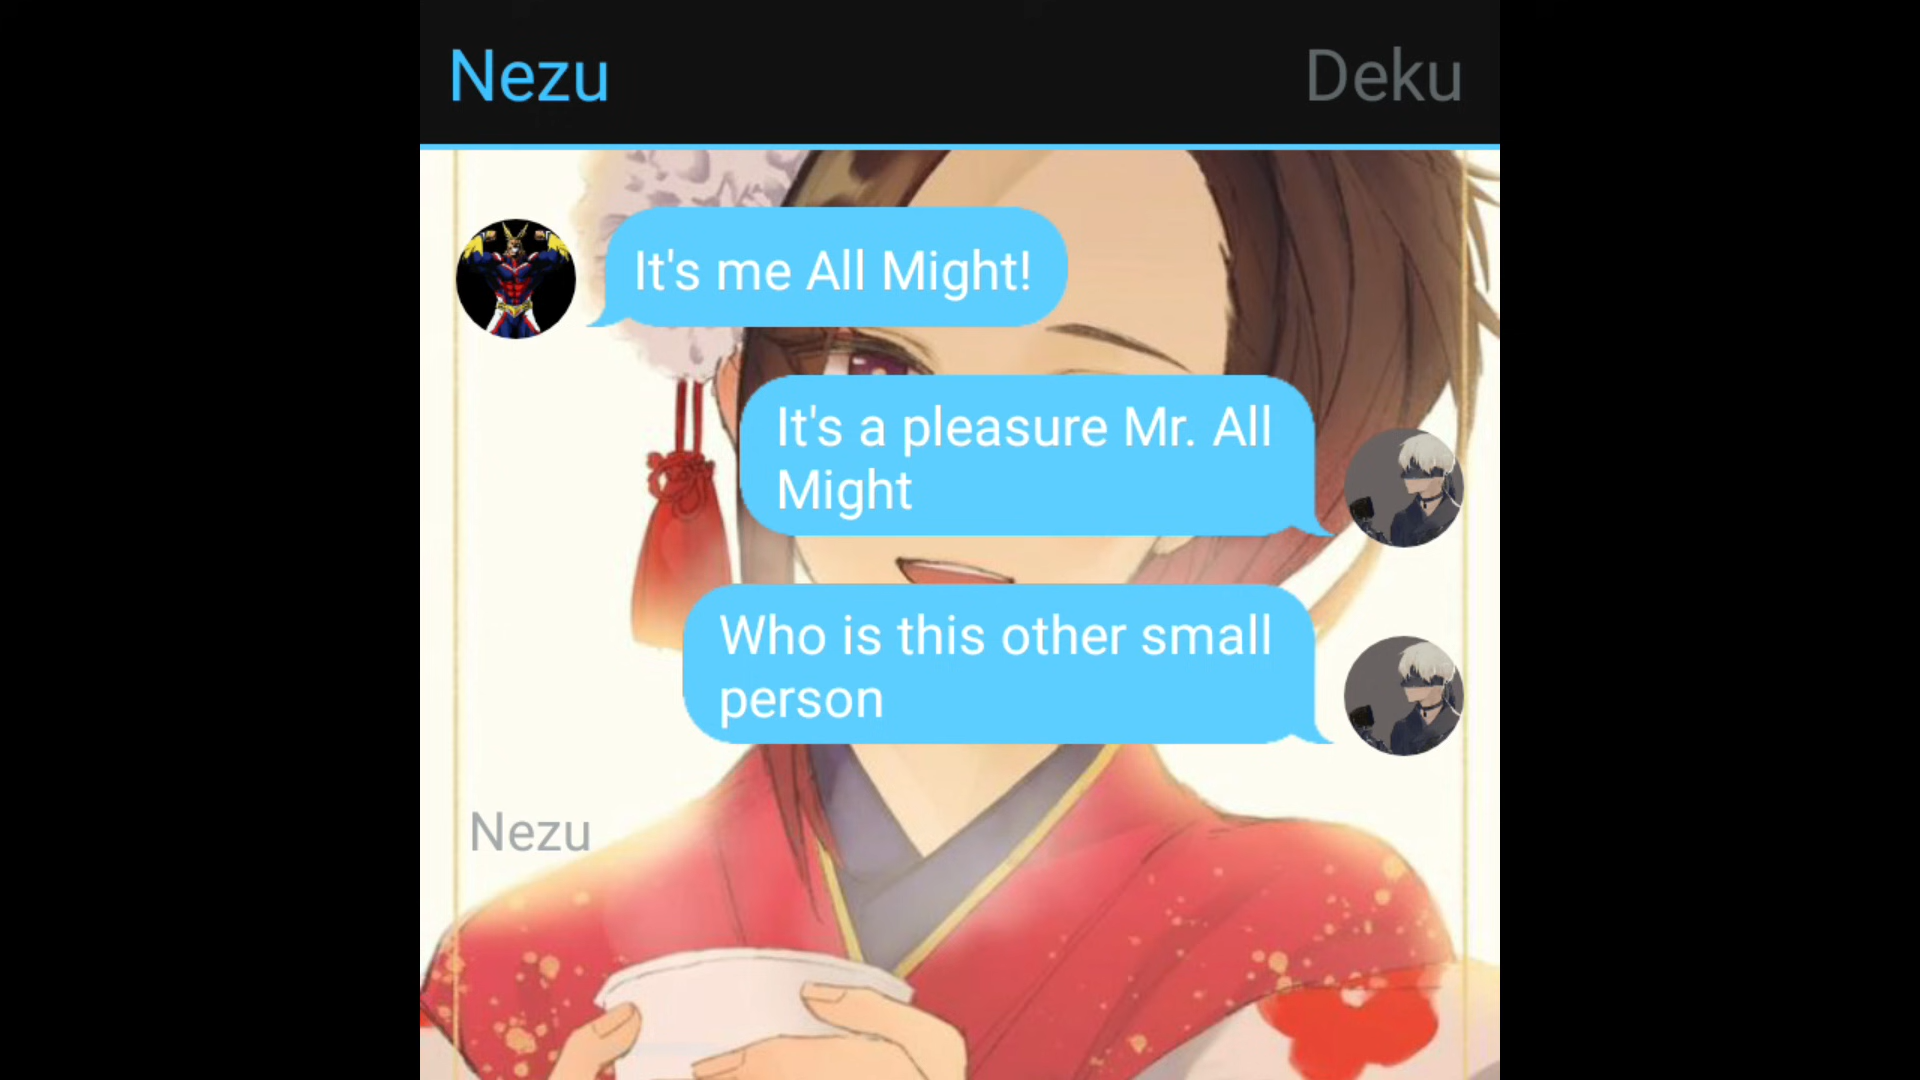 Nezu
Deku
It's me All Might!
It's a pleasure Mr. All
Might
Who is this other small
person
Nezu